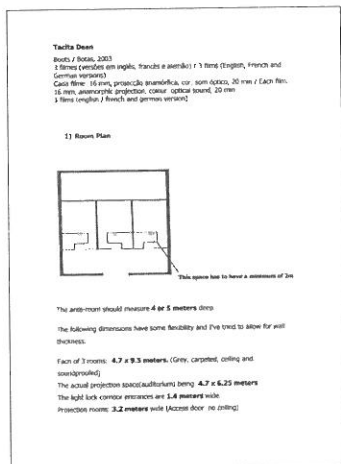 Tacita Dean
Boots / Botas, 2003
3 filmes (versões em inglês, francês e alemão) / 3 films (English, French and
German versions)
Cada filme: 16 mm, projecção anamórfica, cor, som óptico, 20 mm / Each film:
16 mm, anamorphic projection, colour, optical sound, 20 mm
3 films (english / french and german version)
1) Room Plan
This space has to have a minimum of 2m
The ante-room should measure 4 or 5 meters deep
The following dimensions have some flexibility and I've tried to allow for wall
thickness.
Each of 3 rooms: 4.7 x 9.3 meters. (Grey, carpeted, ceiling and
soundproofed)
The actual projection space(auditorium) being 4.7 x 6.25 meters
The light lock corridor entrances are 1.4 meters wide
Projection rooms 3.2 meters wide (Access door no ceiling)